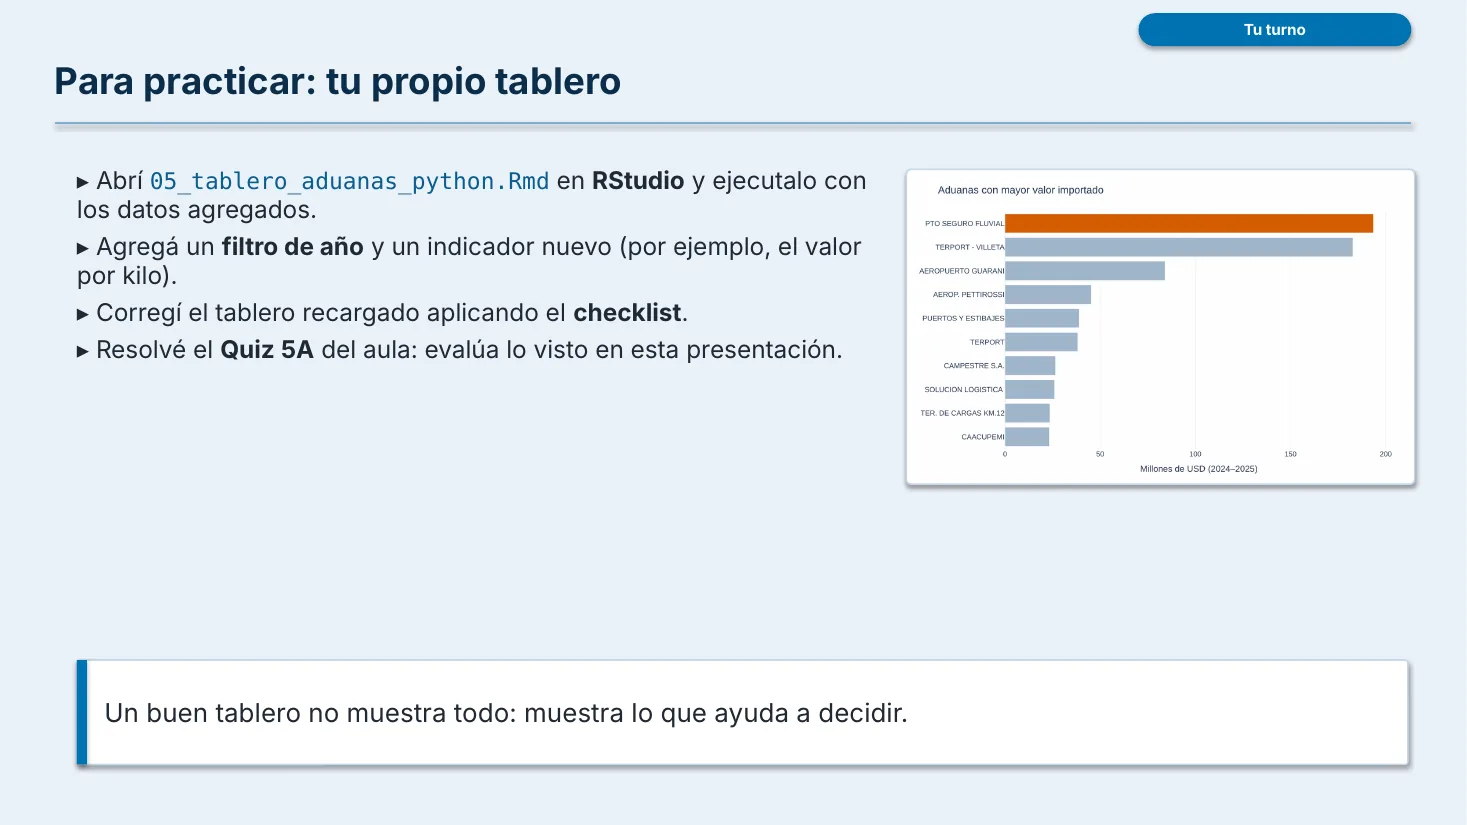 Tu turno
Para practicar: tu propio tablero
▸ Abrí 05_tablero_aduanas_python.Rmd en RStudio y ejecutalo con
los datos agregados.
▸ Agregá un filtro de año y un indicador nuevo (por ejemplo, el valor
por kilo).
▸ Corregí el tablero recargado aplicando el checklist.
▸ Resolvé el Quiz 5A del aula: evalúa lo visto en esta presentación.
Aduanas con mayor valor importado
PTO SEGURO FLUVIAL
TERPORT - VILLETA
AEROPUERTO GUARANI
AEROP. PETTIROSSI
PUERTOS Y ESTIBAJES
TERPORT
CAMPESTRE S.A.
SOLUCION LOGISTICA
TER. DE CARGAS KM.12
CAACUPEMI
0 50 100 150 200
Millones de USD (2024–2025)
Un buen tablero no muestra todo: muestra lo que ayuda a decidir.